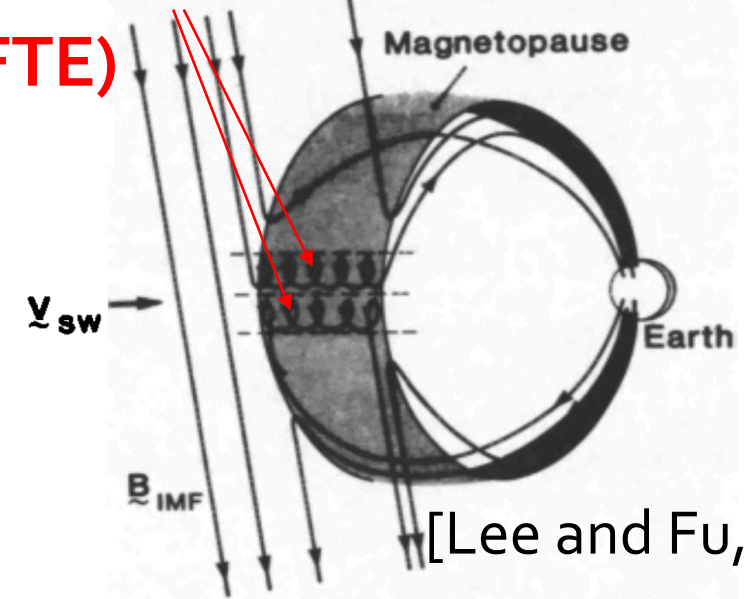 FTE)
Magnetopause
V SW
Earth
B IMF
[Lee and Fu,